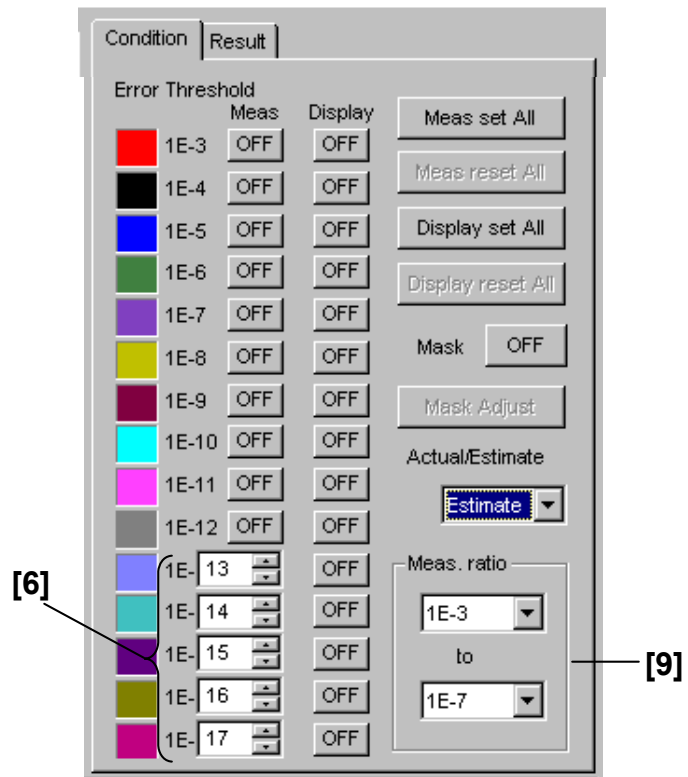 Condition Result
Error Threshold
Meas Display
1E-3 OFF OFF
1E-4 OFF OFF
1E-5 OFF OFF
1E-6 OFF OFF
1E-7 OFF OFF
1E-8 OFF OFF
1E-9 OFF OFF
1E-10 OFF OFF
1E-11 OFF OFF
1E-12 OFF OFF
1E- 13 OFF
1E- 14 OFF
1E- 15 OFF
1E- 16 OFF
1E- 17 OFF
[6]
Meas set All
Meas reset All
Display set All
Display reset All
Mask OFF
Mask Adjust
Actual/Estimate
Estimate
Meas. ratio
1E-3
to
1E-7
[9]